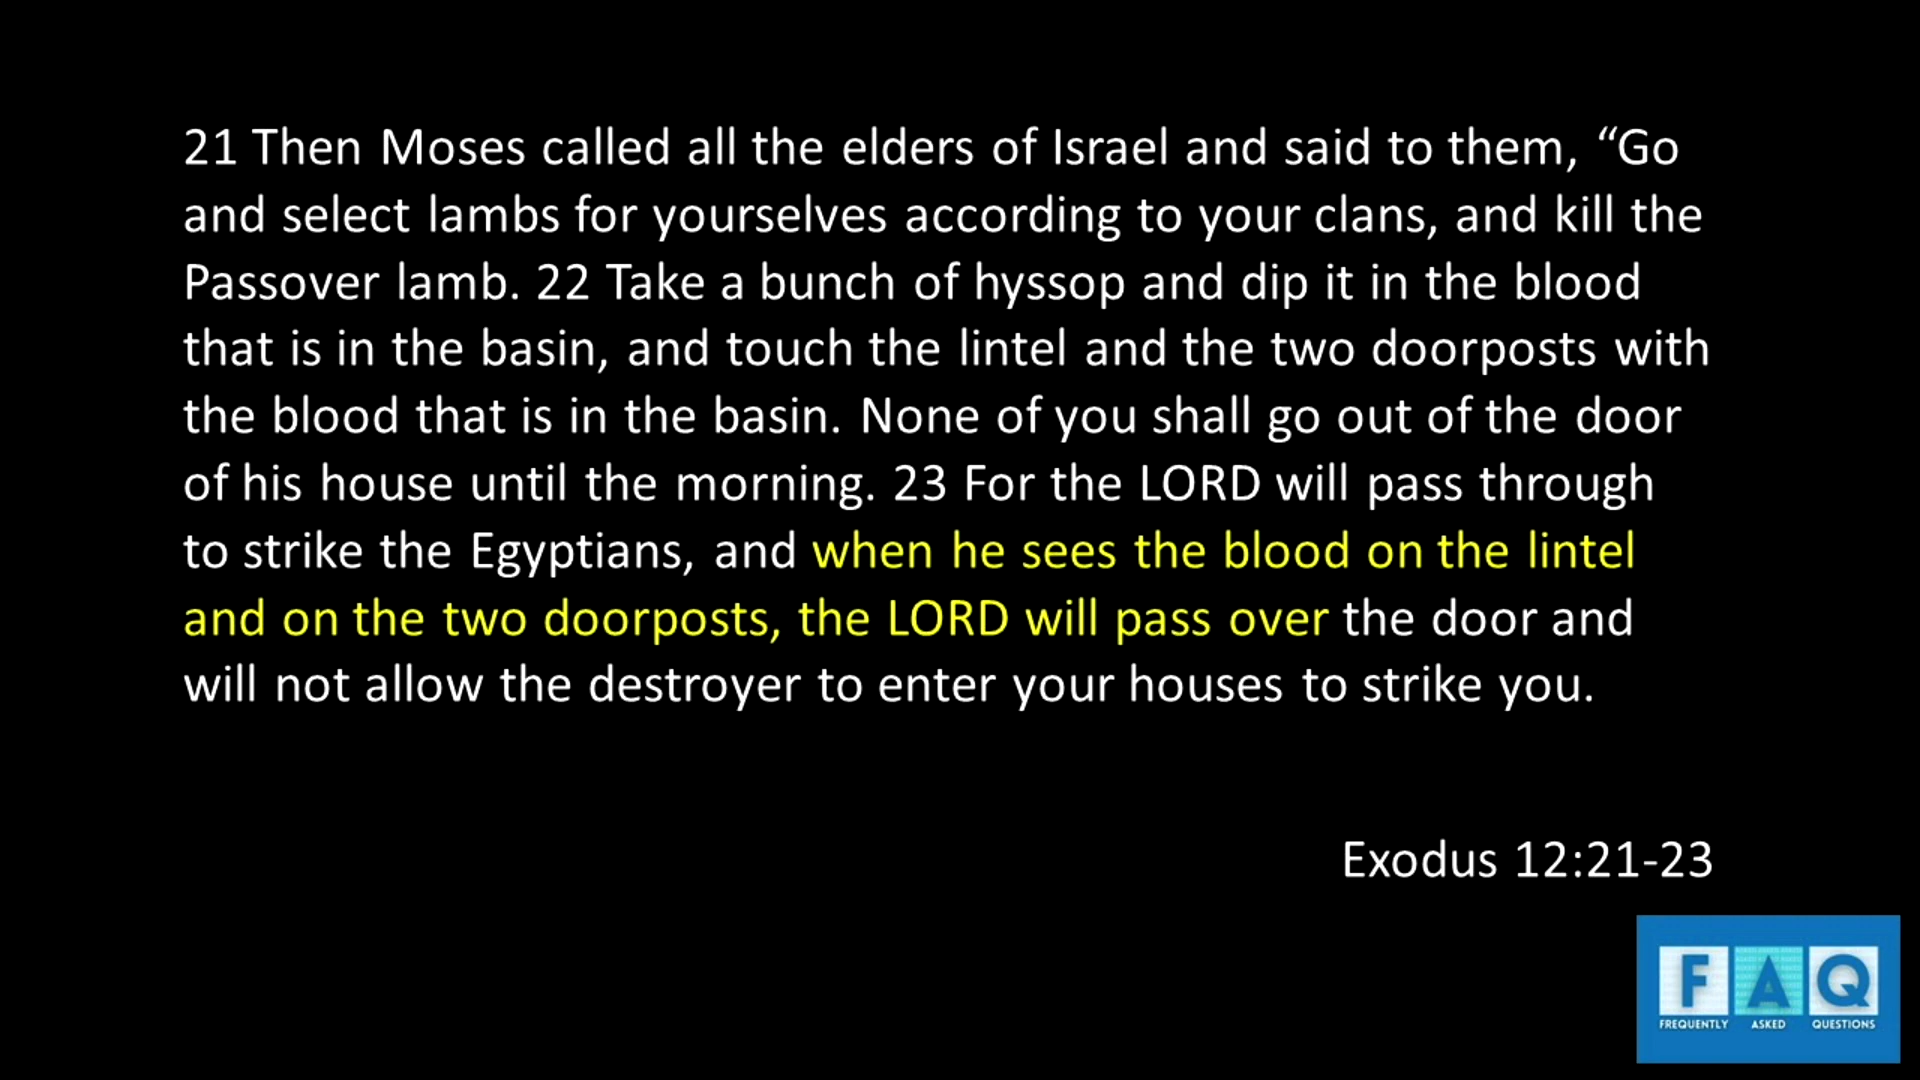 21 Then Moses called all the elders of Israel and said to them, “Go
and select lambs for yourselves according to your clans, and kill the
Passover lamb. 22 Take a bunch of hyssop and dip it in the blood
that is in the basin, and touch the lintel and the two doorposts with
the blood that is in the basin. None of you shall go out of the door
of his house until the morning. 23 For the LORD will pass through
to strike the Egyptians, and when he sees the blood on the lintel
and on the two doorposts, the LORD will pass over the door and
will not allow the destroyer to enter your houses to strike you.
Exodus 12:21-23
F A Q
FREQUENTLY ASKED QUESTIONS